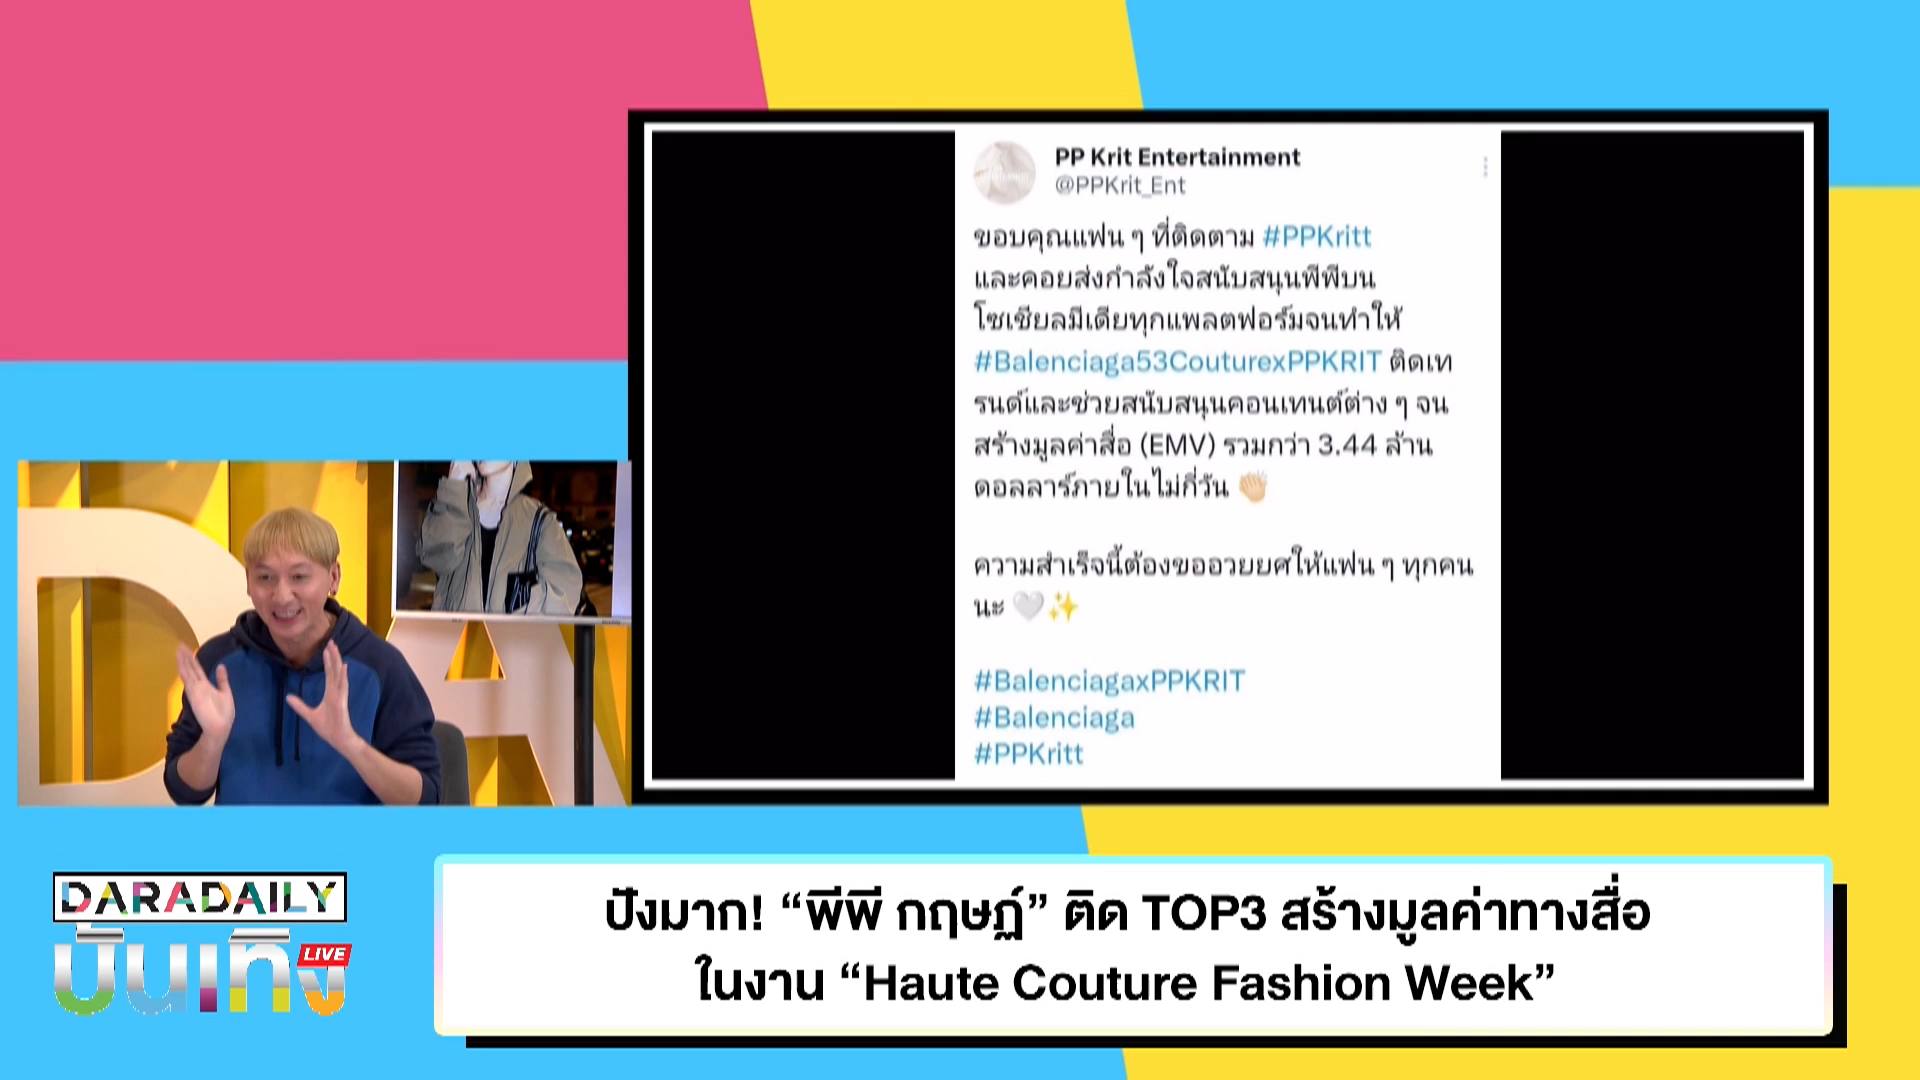 PP Krit Entertainment
@PPKrit_Ent
ขอบคุณแฟน ๆ ที่ติดตาม #PPKritt
และคอยส่งกำลังใจสนับสนุนพีพีบน
โซเชียลมีเดียทุกแพลตฟอร์มจนทำให้
#Balenciaga53CouturexPPKRIT ติดเท
รนด์และช่วยสนับสนุนคอนเทนต์ต่าง ๆ จน
สร้างมูลค่าสื่อ (EMV) รวมกว่า 3.44 ล้าน
ดอลลาร์ภายในไม่กี่วัน 👏🏻
ความสำเร็จนี้ต้องขออวยยศให้แฟน ๆ ทุกคน
นะ 🤍✨
#BalenciagaxPPKRIT
#Balenciaga
#PPKritt
DARADAILY
บันเทิง
LIVE
ปังมาก! “พีพี กฤษฏ์” ติด TOP3 สร้างมูลค่าทางสื่อ
ในงาน “Haute Couture Fashion Week”